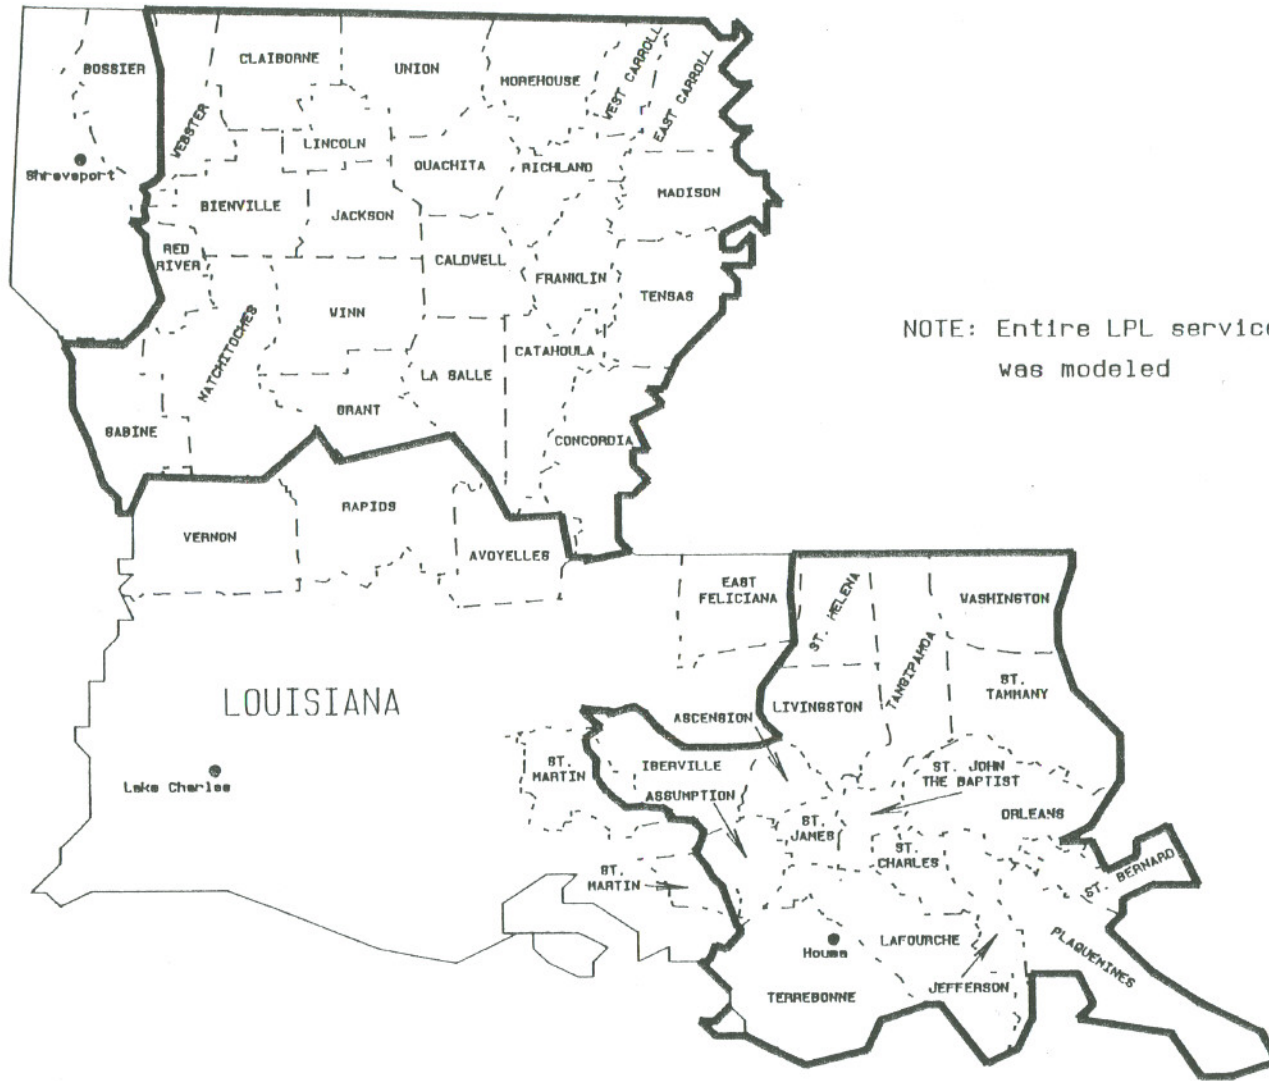 CLAIBORNE
UNION
BOSSIER
MOREHOUSE
WEST CARROLL
EAST CARROLL
WEBSTER
LINCOLN
Shreveport
OUACHITA
RICHLAND
MADISON
BIENVILLE
JACKSON
RED
RIVER
CALDWELL
FRANKLIN
TENSAS
WINN
NATCHITOCHES
NOTE: Entire LPL service
was modeled
CATAHOULA
LA SALLE
GRANT
SABINE
CONCORDIA
RAPIDS
VERNON
AVOYELLES
EAST
FELICIANA
ST. HELENA
WASHINGTON
TANGIPAHOA
ST.
TAMMANY
LOUISIANA
ASCENSION
LIVINGSTON
ST.
MARTIN
IBERVILLE
ST. JOHN
THE BAPTIST
Lake Charles
ASSUMPTION
ORLEANS
ST.
JAMES
ST.
CHARLES
ST.
MARTIN
ST. BERNARD
LAFOURCHE
Houma
PLAQUEMINES
JEFFERSON
TERREBONNE